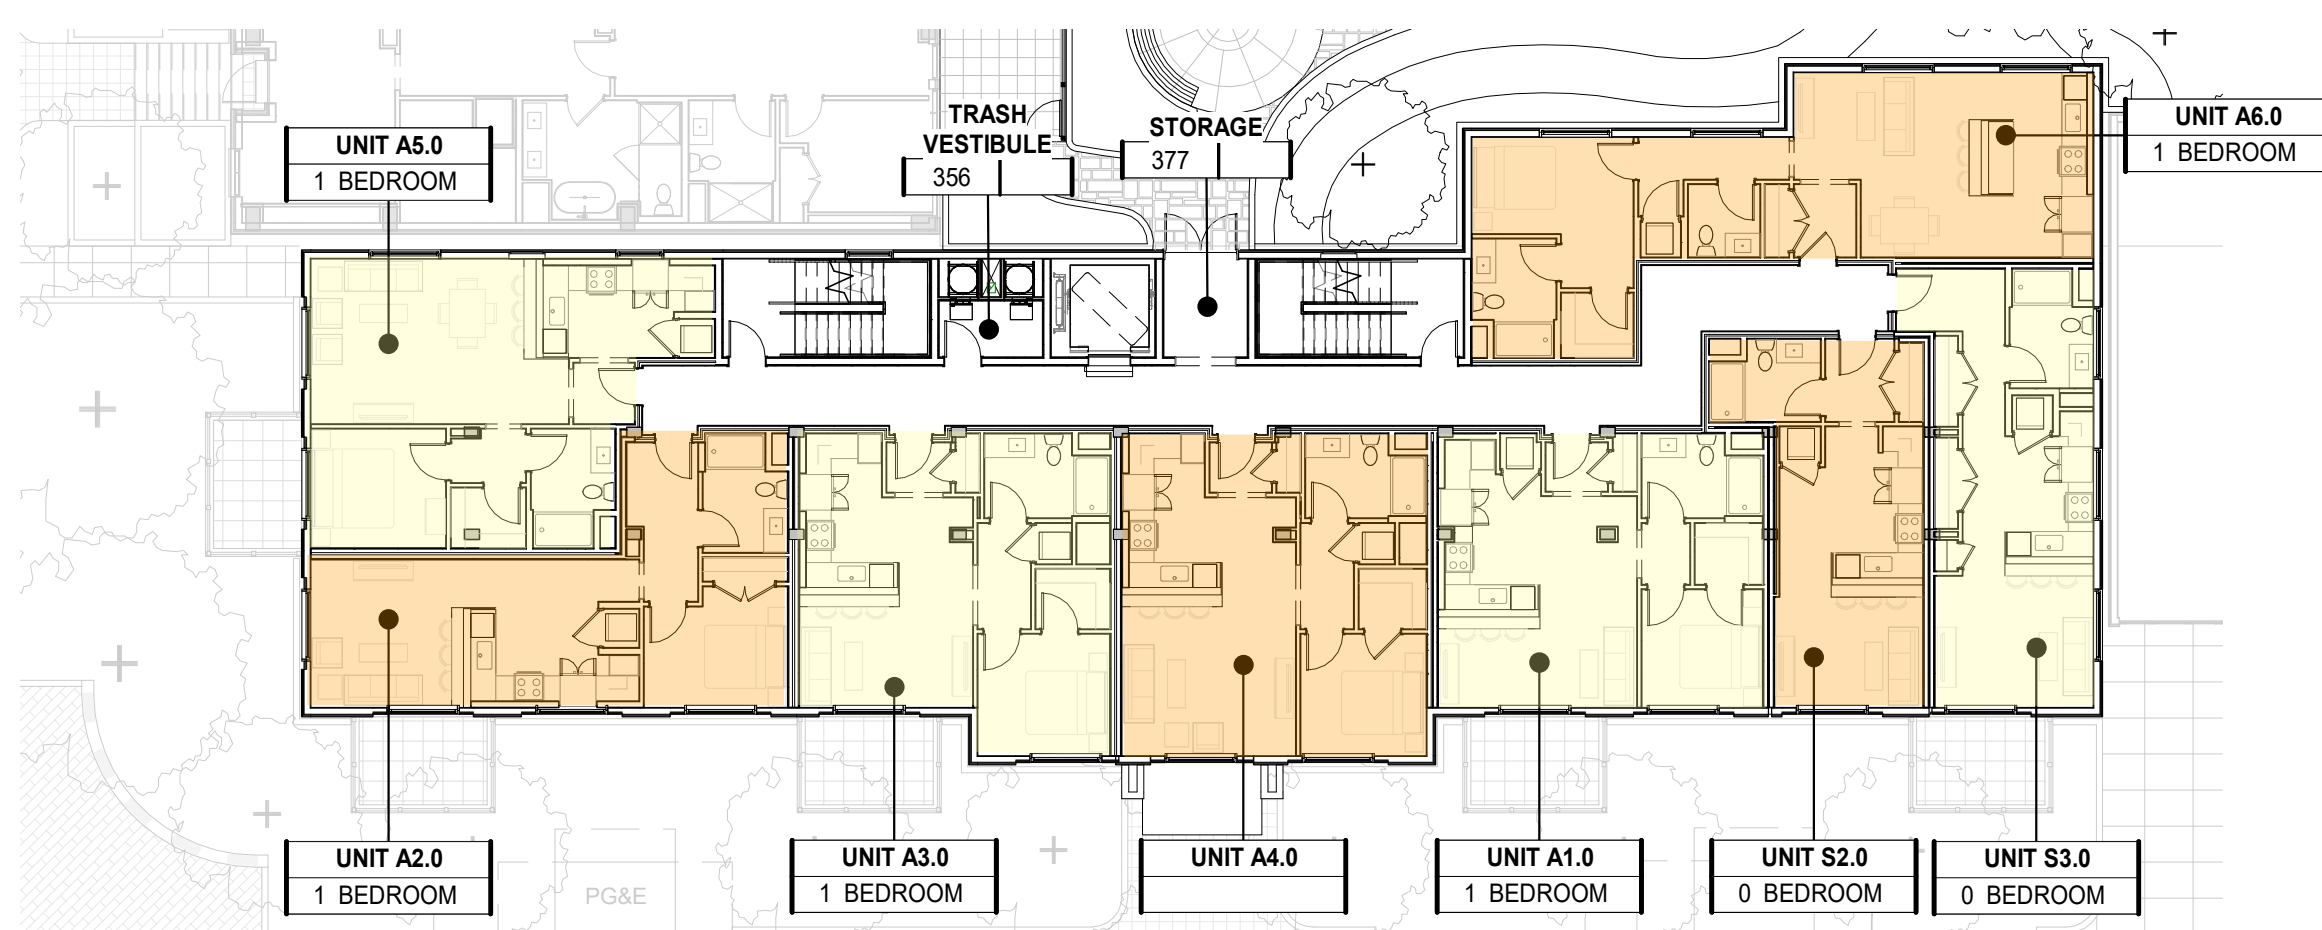 TRASH
VESTIBULE
356
STORAGE
377
UNIT A6.0
1 BEDROOM
UNIT A5.0
1 BEDROOM
UNIT A2.0
1 BEDROOM
PG&E
UNIT A3.0
1 BEDROOM
UNIT A4.0
UNIT A1.0
1 BEDROOM
UNIT S2.0
0 BEDROOM
UNIT S3.0
0 BEDROOM